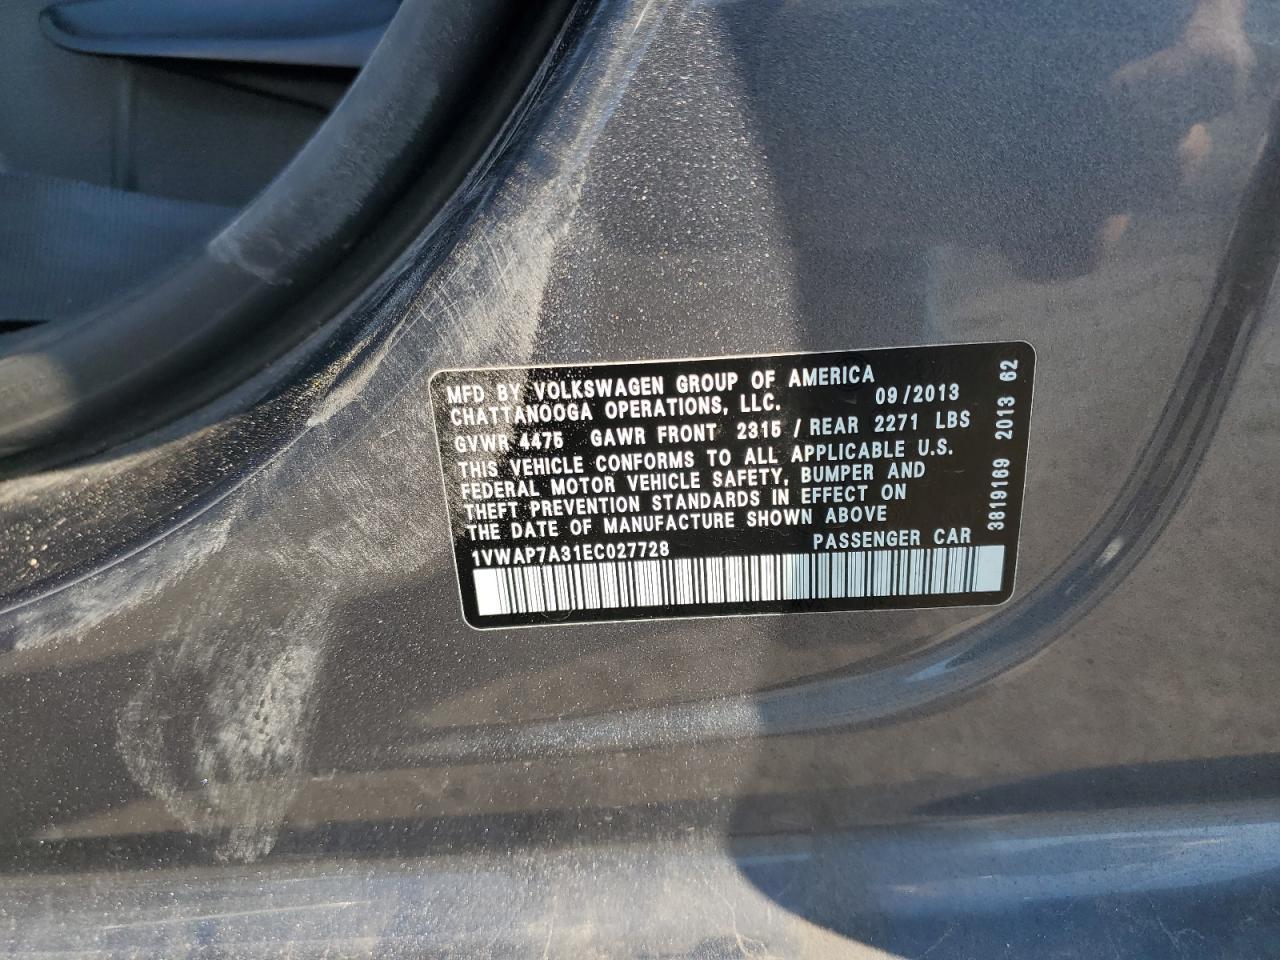 MFD BY VOLKSWAGEN GROUP OF AMERICA
CHATTANOOGA OPERATIONS, LLC. 09/2013
GVWR 4475 GAWR FRONT 2315 / REAR 2271 LBS
THIS VEHICLE CONFORMS TO ALL APPLICABLE U.S.
FEDERAL MOTOR VEHICLE SAFETY, BUMPER AND
THEFT PREVENTION STANDARDS IN EFFECT ON
THE DATE OF MANUFACTURE SHOWN ABOVE
1VWAP7A31EC027728 PASSENGER CAR
3819169 2013 62